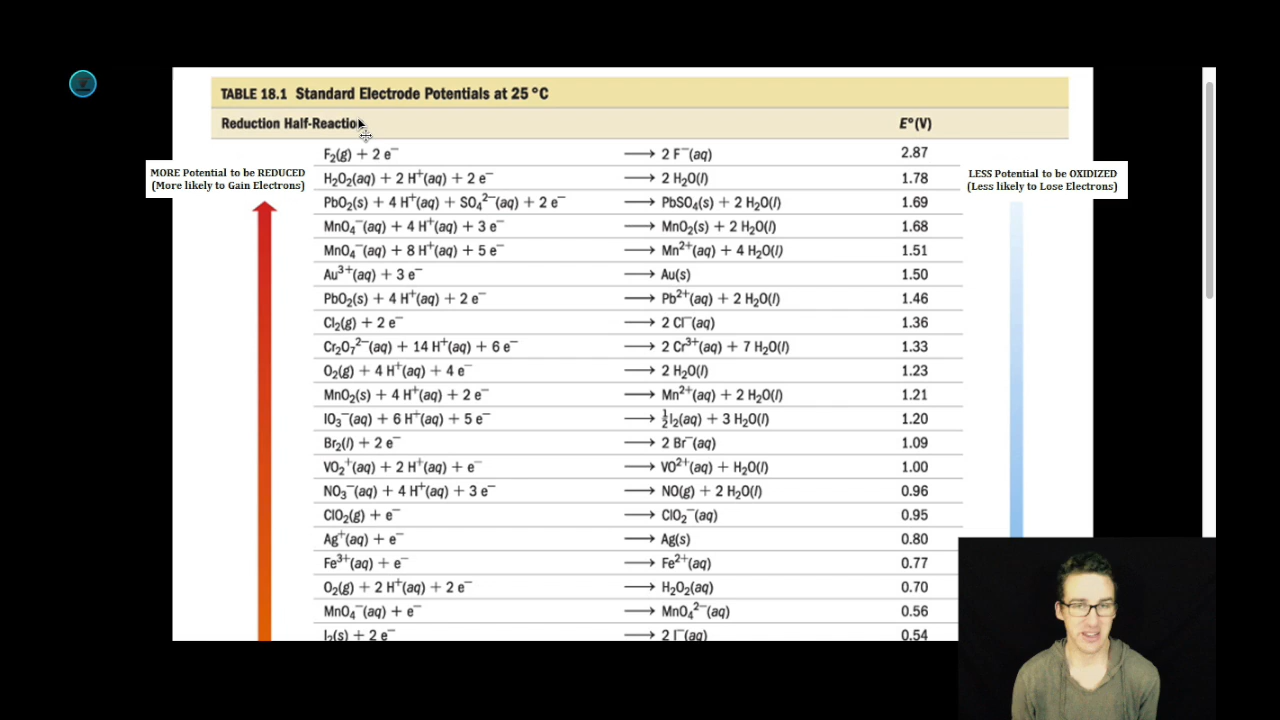 TABLE 18.1 Standard Electrode Potentials at 25 °C
Reduction Half-Reaction E°(V)
F₂(g) + 2 e⁻ ⟶ 2 F⁻(aq) 2.87
MORE Potential to be REDUCED
(More likely to Gain Electrons)
LESS Potential to be OXIDIZED
(Less likely to Lose Electrons)
H₂O₂(aq) + 2 H⁺(aq) + 2 e⁻ ⟶ 2 H₂O(l) 1.78
PbO₂(s) + 4 H⁺(aq) + SO₄²⁻(aq) + 2 e⁻ ⟶ PbSO₄(s) + 2 H₂O(l) 1.69
MnO₄⁻(aq) + 4 H⁺(aq) + 3 e⁻ ⟶ MnO₂(s) + 2 H₂O(l) 1.68
MnO₄⁻(aq) + 8 H⁺(aq) + 5 e⁻ ⟶ Mn²⁺(aq) + 4 H₂O(l) 1.51
Au³⁺(aq) + 3 e⁻ ⟶ Au(s) 1.50
PbO₂(s) + 4 H⁺(aq) + 2 e⁻ ⟶ Pb²⁺(aq) + 2 H₂O(l) 1.46
Cl₂(g) + 2 e⁻ ⟶ 2 Cl⁻(aq) 1.36
Cr₂O₇²⁻(aq) + 14 H⁺(aq) + 6 e⁻ ⟶ 2 Cr³⁺(aq) + 7 H₂O(l) 1.33
O₂(g) + 4 H⁺(aq) + 4 e⁻ ⟶ 2 H₂O(l) 1.23
MnO₂(s) + 4 H⁺(aq) + 2 e⁻ ⟶ Mn²⁺(aq) + 2 H₂O(l) 1.21
IO₃⁻(aq) + 6 H⁺(aq) + 5 e⁻ ⟶ ½I₂(aq) + 3 H₂O(l) 1.20
Br₂(l) + 2 e⁻ ⟶ 2 Br⁻(aq) 1.09
VO₂⁺(aq) + 2 H⁺(aq) + e⁻ ⟶ VO²⁺(aq) + H₂O(l) 1.00
NO₃⁻(aq) + 4 H⁺(aq) + 3 e⁻ ⟶ NO(g) + 2 H₂O(l) 0.96
ClO₂(g) + e⁻ ⟶ ClO₂⁻(aq) 0.95
Ag⁺(aq) + e⁻ ⟶ Ag(s) 0.80
Fe³⁺(aq) + e⁻ ⟶ Fe²⁺(aq) 0.77
O₂(g) + 2 H⁺(aq) + 2 e⁻ ⟶ H₂O₂(aq) 0.70
MnO₄⁻(aq) + e⁻ ⟶ MnO₄²⁻(aq) 0.56
I₂(s) + 2 e⁻ ⟶ 2 I⁻(aq) 0.54